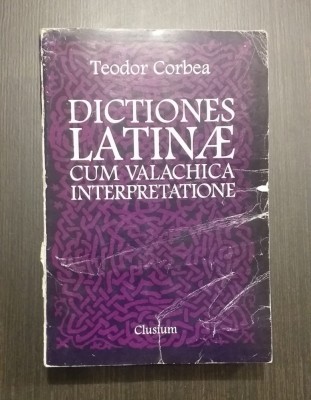 Teodor Corbea
DICTIONES
LATINÆ
CUM VALACHICA
INTERPRETATIONE
Clusium